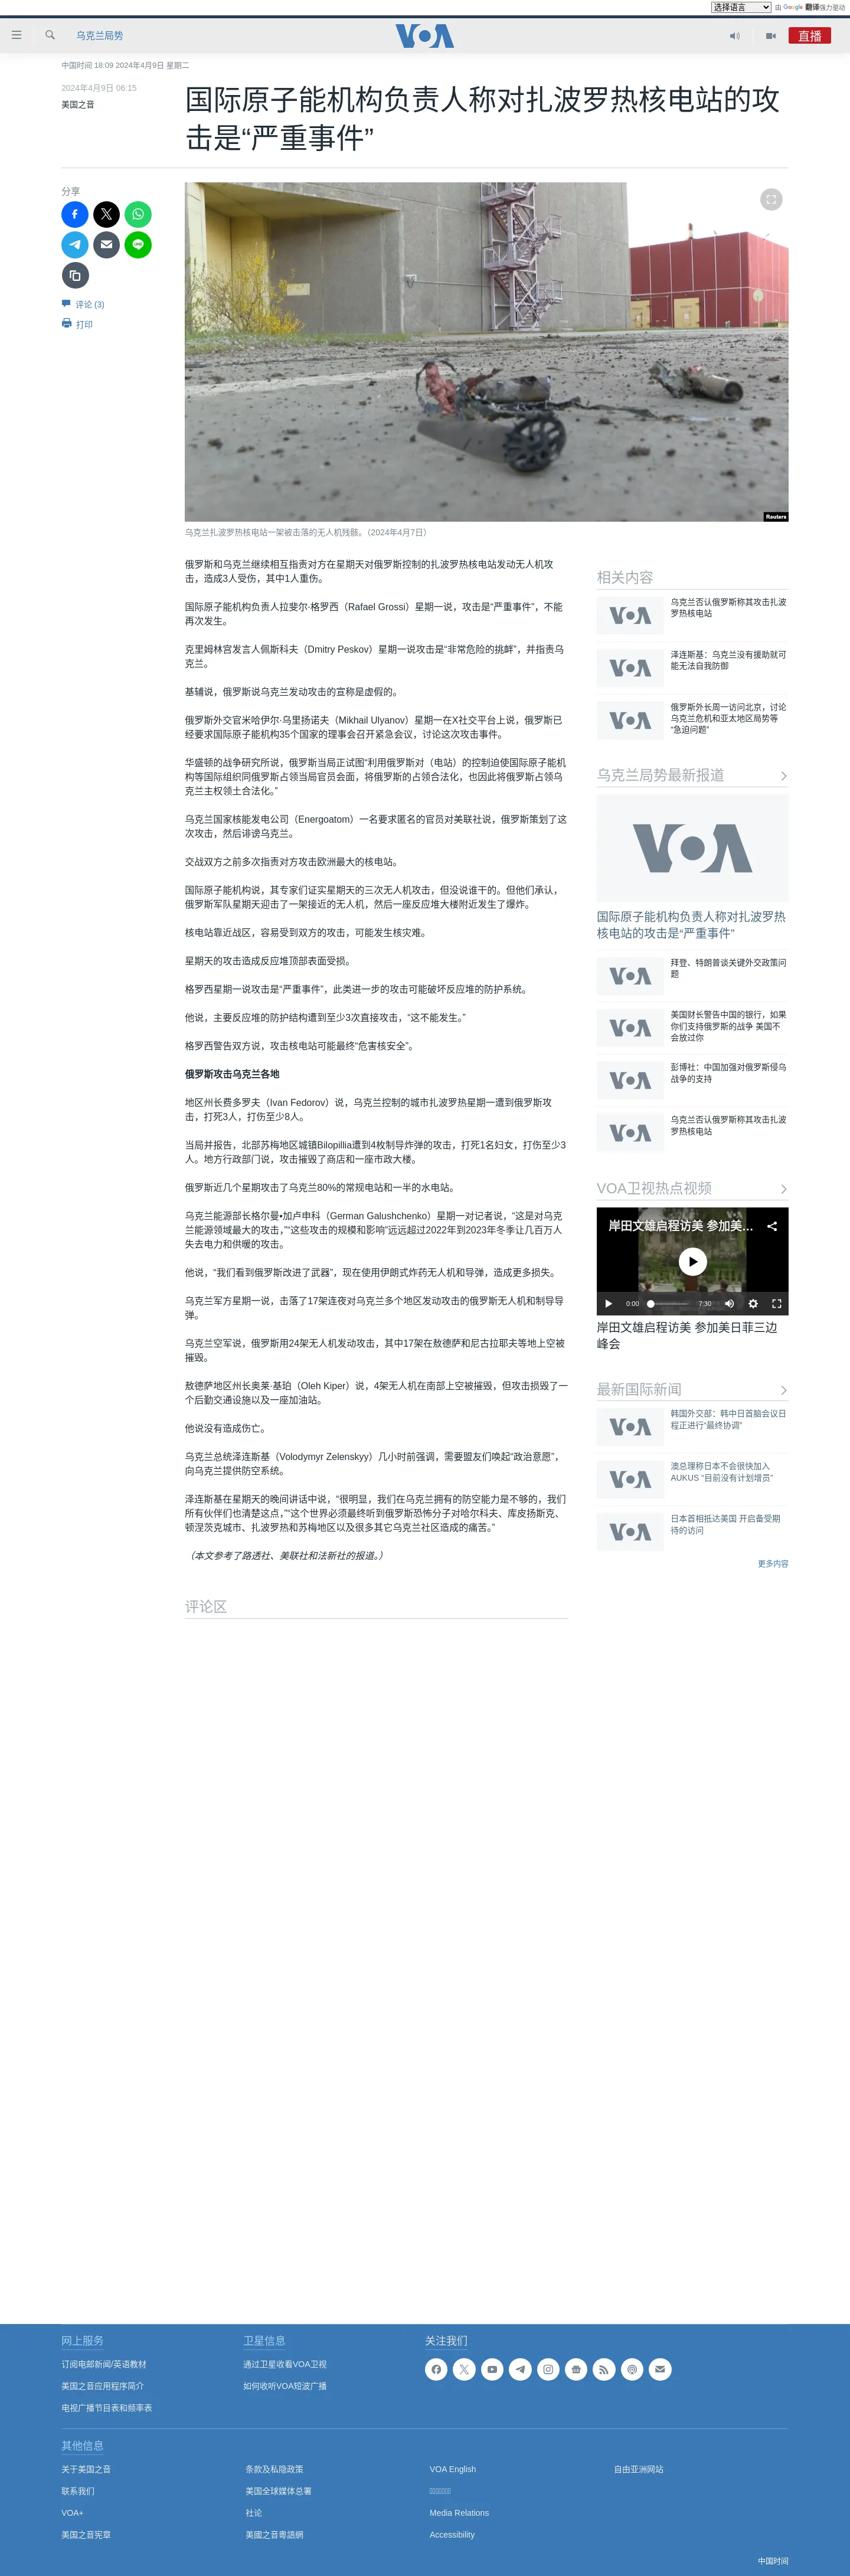 选择语言 由 Google 翻译强力驱动
乌克兰局势
VOA
直播
中国时间 18:09 2024年4月9日 星期二
2024年4月9日 06:15
美国之音
国际原子能机构负责人称对扎波罗热核电站的攻
击是“严重事件”
分享
评论 (3)
打印
Reuters
乌克兰扎波罗热核电站一架被击落的无人机残骸。（2024年4月7日）
俄罗斯和乌克兰继续相互指责对方在星期天对俄罗斯控制的扎波罗热核电站发动无人机攻
击，造成3人受伤，其中1人重伤。
国际原子能机构负责人拉斐尔·格罗西（Rafael Grossi）星期一说，攻击是“严重事件”，不能
再次发生。
克里姆林宫发言人佩斯科夫（Dmitry Peskov）星期一说攻击是“非常危险的挑衅”，并指责乌
克兰。
基辅说，俄罗斯说乌克兰发动攻击的宣称是虚假的。
俄罗斯外交官米哈伊尔·乌里扬诺夫（Mikhail Ulyanov）星期一在X社交平台上说，俄罗斯已
经要求国际原子能机构35个国家的理事会召开紧急会议，讨论这次攻击事件。
华盛顿的战争研究所说，俄罗斯当局正试图“利用俄罗斯对（电站）的控制迫使国际原子能机
构等国际组织同俄罗斯占领当局官员会面，将俄罗斯的占领合法化，也因此将俄罗斯占领乌
克兰主权领土合法化。”
乌克兰国家核能发电公司（Energoatom）一名要求匿名的官员对美联社说，俄罗斯策划了这
次攻击，然后诽谤乌克兰。
交战双方之前多次指责对方攻击欧洲最大的核电站。
国际原子能机构说，其专家们证实星期天的三次无人机攻击，但没说谁干的。但他们承认，
俄罗斯军队星期天迎击了一架接近的无人机，然后一座反应堆大楼附近发生了爆炸。
核电站靠近战区，容易受到双方的攻击，可能发生核灾难。
星期天的攻击造成反应堆顶部表面受损。
格罗西星期一说攻击是“严重事件”，此类进一步的攻击可能破坏反应堆的防护系统。
他说，主要反应堆的防护结构遭到至少3次直接攻击，“这不能发生。”
格罗西警告双方说，攻击核电站可能最终“危害核安全”。
俄罗斯攻击乌克兰各地
地区州长费多罗夫（Ivan Fedorov）说，乌克兰控制的城市扎波罗热星期一遭到俄罗斯攻
击，打死3人，打伤至少8人。
当局并报告，北部苏梅地区城镇Bilopillia遭到4枚制导炸弹的攻击，打死1名妇女，打伤至少3
人。地方行政部门说，攻击摧毁了商店和一座市政大楼。
俄罗斯近几个星期攻击了乌克兰80%的常规电站和一半的水电站。
乌克兰能源部长格尔曼•加卢申科（German Galushchenko）星期一对记者说，“这是对乌克
兰能源领域最大的攻击，”“这些攻击的规模和影响”远远超过2022年到2023年冬季让几百万人
失去电力和供暖的攻击。
他说，“我们看到俄罗斯改进了武器”，现在使用伊朗式炸药无人机和导弹，造成更多损失。
乌克兰军方星期一说，击落了17架连夜对乌克兰多个地区发动攻击的俄罗斯无人机和制导导
弹。
乌克兰空军说，俄罗斯用24架无人机发动攻击，其中17架在敖德萨和尼古拉耶夫等地上空被
摧毁。
敖德萨地区州长奥莱·基珀（Oleh Kiper）说，4架无人机在南部上空被摧毁，但攻击损毁了一
个后勤交通设施以及一座加油站。
他说没有造成伤亡。
乌克兰总统泽连斯基（Volodymyr Zelenskyy）几小时前强调，需要盟友们唤起“政治意愿”，
向乌克兰提供防空系统。
泽连斯基在星期天的晚间讲话中说，“很明显，我们在乌克兰拥有的防空能力是不够的，我们
所有伙伴们也清楚这点，”“这个世界必须最终听到俄罗斯恐怖分子对哈尔科夫、库皮扬斯克、
顿涅茨克城市、扎波罗热和苏梅地区以及很多其它乌克兰社区造成的痛苦。”
（本文参考了路透社、美联社和法新社的报道。）
评论区
相关内容
VOA
乌克兰否认俄罗斯称其攻击扎波
罗热核电站
VOA
泽连斯基：乌克兰没有援助就可
能无法自我防御
VOA
俄罗斯外长周一访问北京，讨论
乌克兰危机和亚太地区局势等
“急迫问题”
乌克兰局势最新报道
VOA
国际原子能机构负责人称对扎波罗热
核电站的攻击是“严重事件”
VOA
拜登、特朗普谈关键外交政策问
题
VOA
美国财长警告中国的银行，如果
你们支持俄罗斯的战争 美国不
会放过你
VOA
彭博社：中国加强对俄罗斯侵乌
战争的支持
VOA
乌克兰否认俄罗斯称其攻击扎波
罗热核电站
VOA卫视热点视频
岸田文雄启程访美 参加美…
0:00 7:30
岸田文雄启程访美 参加美日菲三边
峰会
最新国际新闻
VOA
韩国外交部：韩中日首脑会议日
程正进行“最终协调”
VOA
澳总理称日本不会很快加入
AUKUS “目前没有计划增员”
VOA
日本首相抵达美国 开启备受期
待的访问
更多内容
网上服务
订阅电邮新闻/英语教材
美国之音应用程序简介
电视广播节目表和频率表
卫星信息
通过卫星收看VOA卫视
如何收听VOA短波广播
关注我们
其他信息
关于美国之音
联系我们
VOA+
美国之音宪章
条款及私隐政策
美国全球媒体总署
社论
美國之音粵語網
VOA English
Media Relations
Accessibility
自由亚洲网站
中国时间